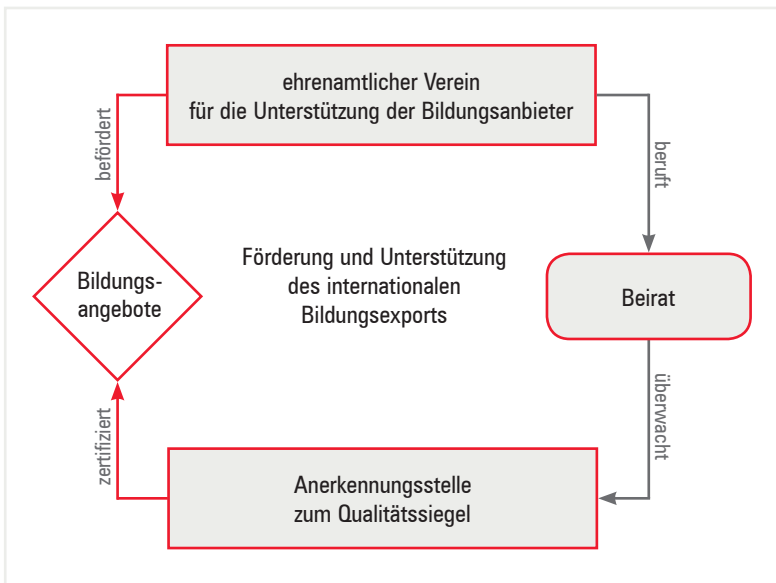 ehrenamtlicher Verein
für die Unterstützung der Bildungsanbieter
befördert
beruft
Bildungs-
angebote
Förderung und Unterstützung
des internationalen
Bildungsexports
Beirat
zertifiziert
überwacht
Anerkennungsstelle
zum Qualitätssiegel